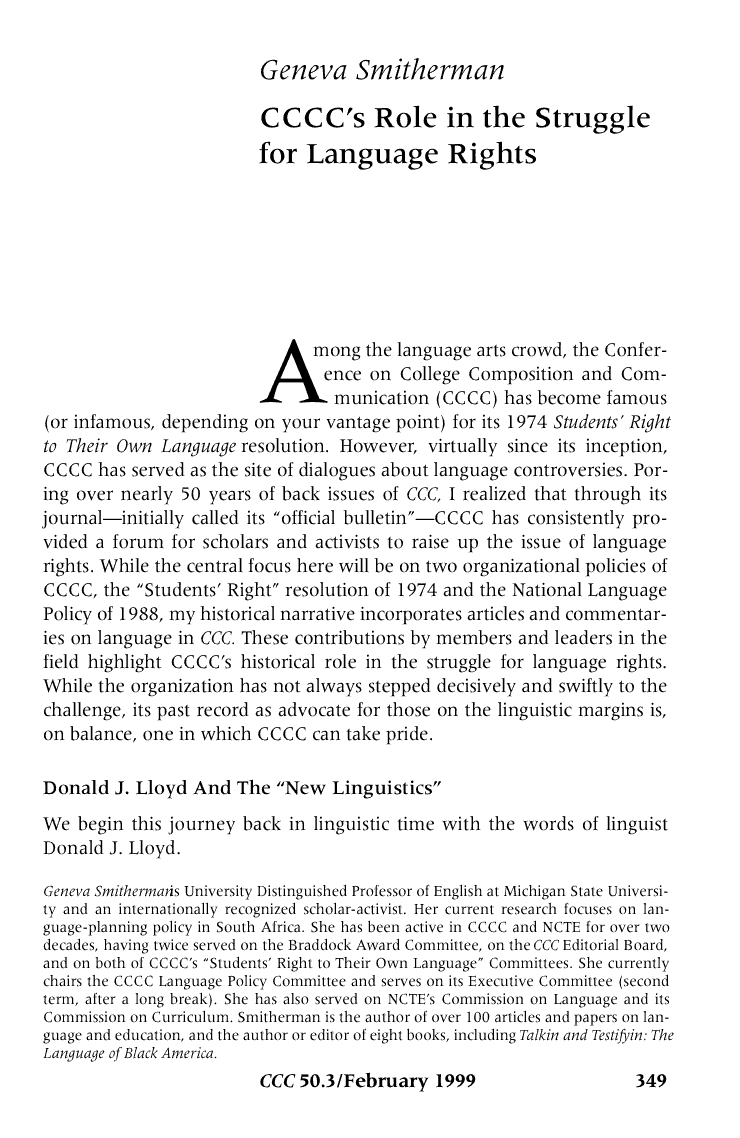 Geneva Smitherman
CCCC's Role in the Struggle
for Language Rights
Among the language arts crowd, the Confer-
ence on College Composition and Com-
munication (CCCC) has become famous
(or infamous, depending on your vantage point) for its 1974 Students' Right
to Their Own Language resolution. However, virtually since its inception,
CCCC has served as the site of dialogues about language controversies. Por-
ing over nearly 50 years of back issues of CCC, I realized that through its
journal—initially called its “official bulletin”—CCCC has consistently pro-
vided a forum for scholars and activists to raise up the issue of language
rights. While the central focus here will be on two organizational policies of
CCCC, the “Students' Right” resolution of 1974 and the National Language
Policy of 1988, my historical narrative incorporates articles and commentar-
ies on language in CCC. These contributions by members and leaders in the
field highlight CCCC's historical role in the struggle for language rights.
While the organization has not always stepped decisively and swiftly to the
challenge, its past record as advocate for those on the linguistic margins is,
on balance, one in which CCCC can take pride.
Donald J. Lloyd And The “New Linguistics”
We begin this journey back in linguistic time with the words of linguist
Donald J. Lloyd.
Geneva Smitherman is University Distinguished Professor of English at Michigan State Universi-
ty and an internationally recognized scholar-activist. Her current research focuses on lan-
guage-planning policy in South Africa. She has been active in CCCC and NCTE for over two
decades, having twice served on the Braddock Award Committee, on the CCC Editorial Board,
and on both of CCCC's “Students' Right to Their Own Language” Committees. She currently
chairs the CCCC Language Policy Committee and serves on its Executive Committee (second
term, after a long break). She has also served on NCTE's Commission on Language and its
Commission on Curriculum. Smitherman is the author of over 100 articles and papers on lan-
guage and education, and the author or editor of eight books, including Talkin and Testifyin: The
Language of Black America.
CCC 50.3/February 1999 349